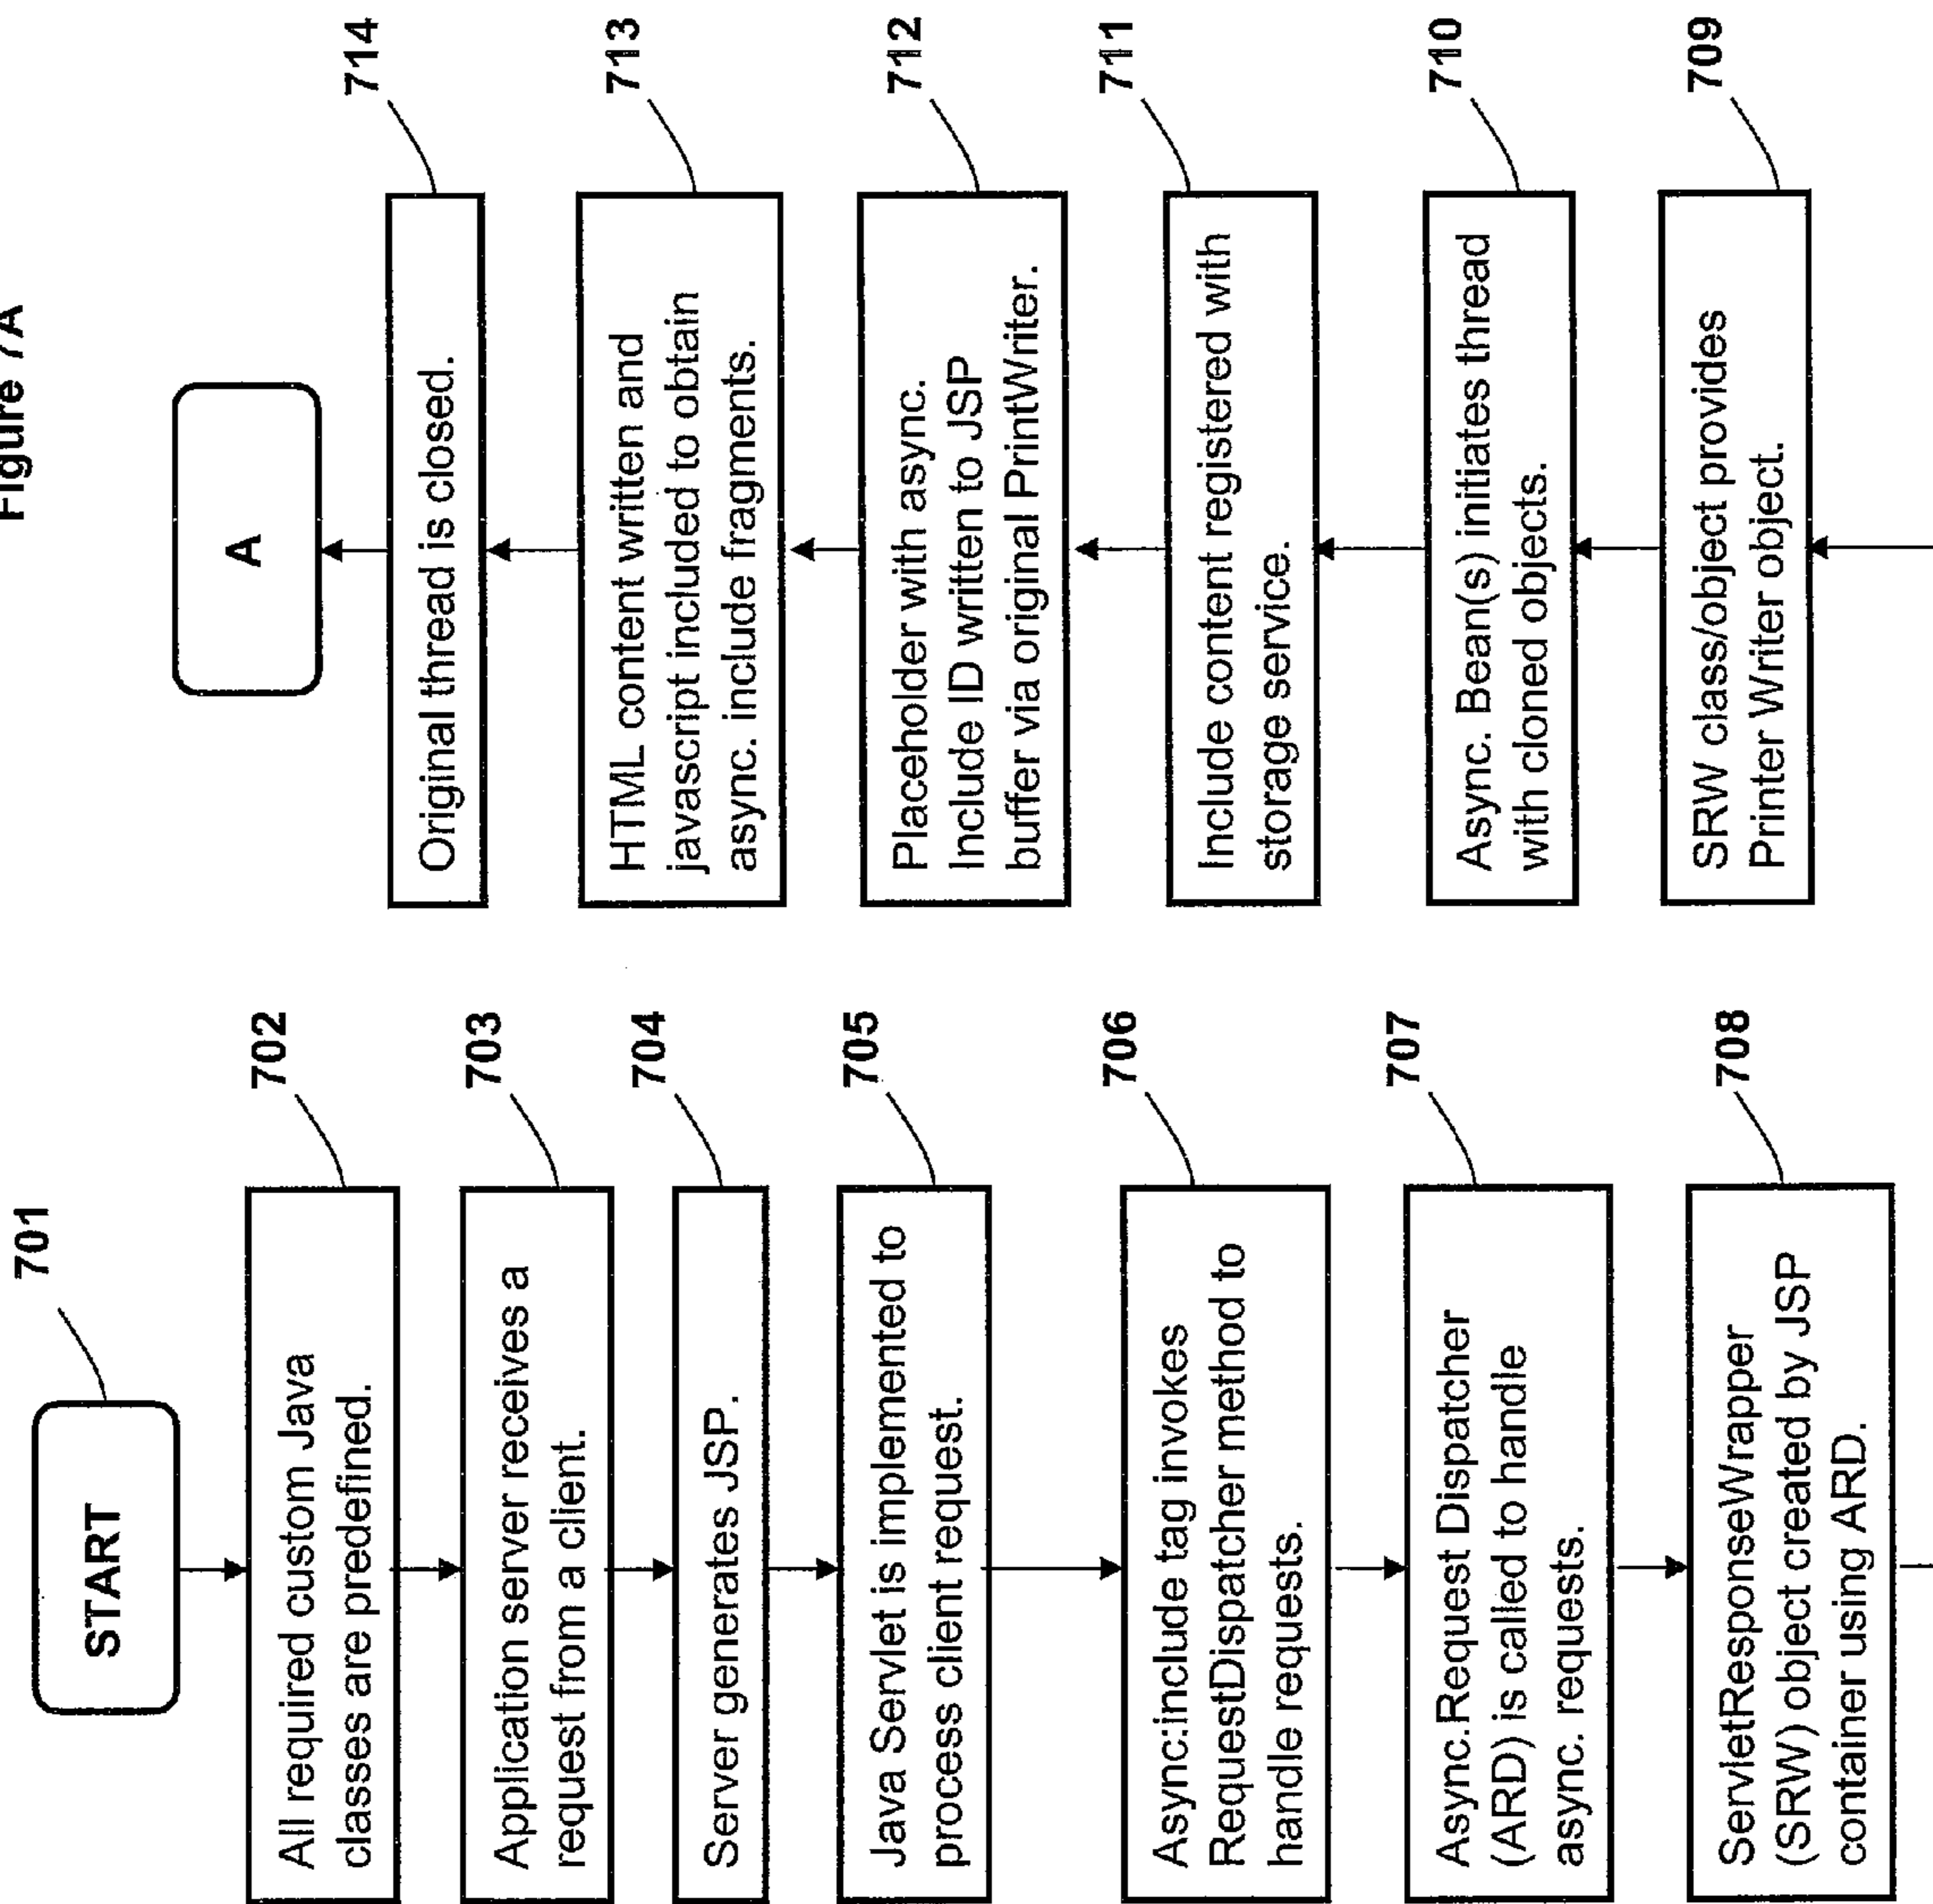 Figure 7A
701
START
702
All required custom Java
classes are predefined.
703
Application server receives a
request from a client.
704
Server generates JSP.
705
Java Servlet is implemented to
process client request.
706
Async:include tag invokes
RequestDispatcher method to
handle requests.
707
Async.Request Dispatcher
(ARD) is called to handle
async. requests.
708
ServletResponseWrapper
(SRW) object created by JSP
container using ARD.
709
SRW class/object provides
Printer Writer object.
710
Async. Bean(s) initiates thread
with cloned objects.
711
Include content registered with
storage service.
712
Placeholder with async.
Include ID written to JSP
buffer via original PrintWriter.
713
HTML content written and
javascript included to obtain
async. include fragments.
714
Original thread is closed.
A